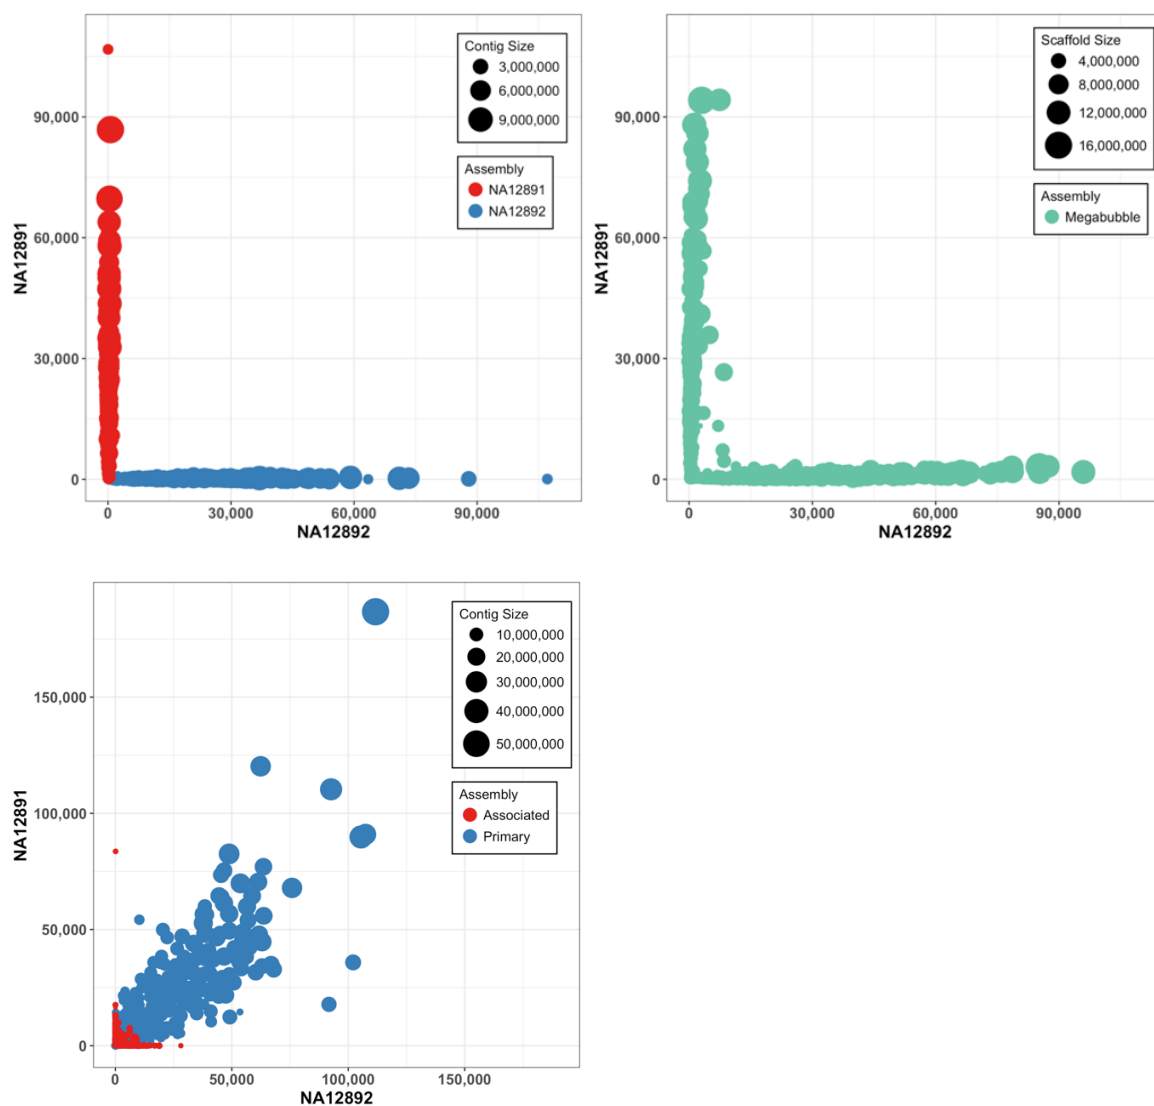 Contig Size
3,000,000
6,000,000
9,000,000
Assembly
NA12891
NA12892
90,000
60,000
30,000
0
NA12891
0
30,000
60,000
90,000
NA12892
Scaffold Size
4,000,000
8,000,000
12,000,000
16,000,000
Assembly
Megabubble
90,000
60,000
30,000
0
NA12891
0
30,000
60,000
90,000
NA12892
Contig Size
10,000,000
20,000,000
30,000,000
40,000,000
50,000,000
Assembly
Associated
Primary
150,000
100,000
50,000
0
NA12891
0
50,000
100,000
150,000
NA12892